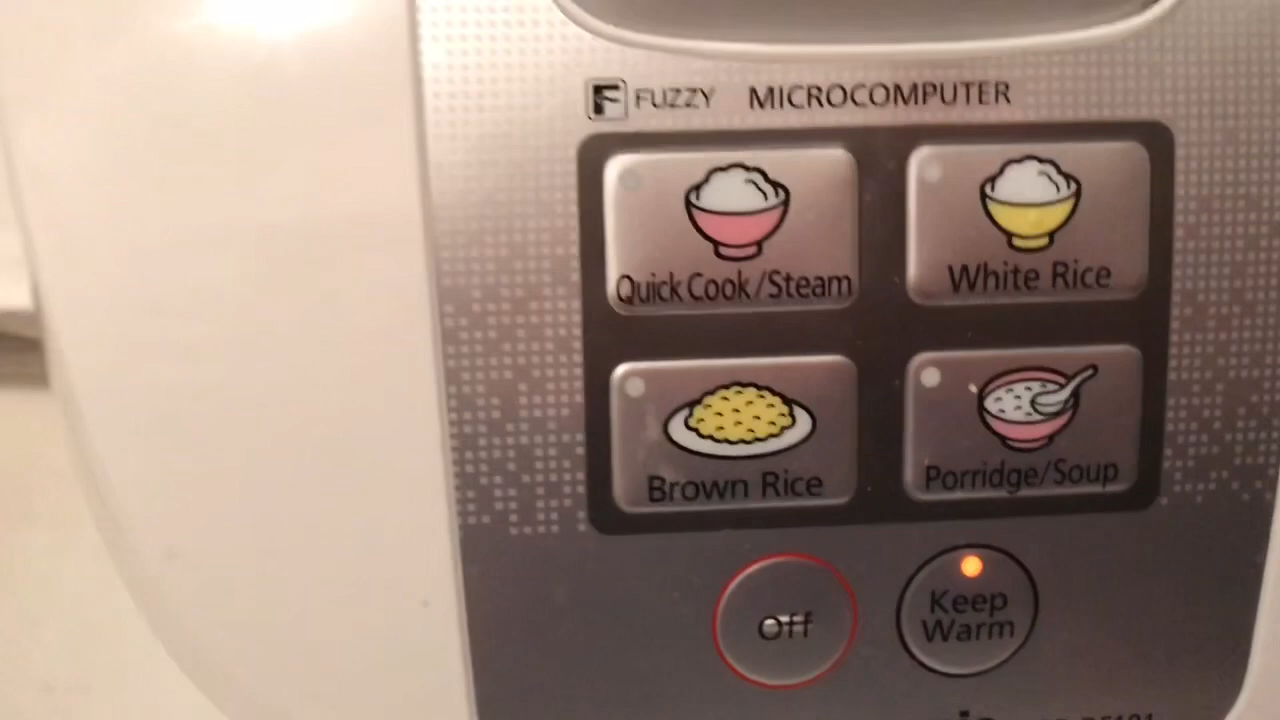 F FUZZY MICROCOMPUTER
Quick Cook/Steam
White Rice
Brown Rice
Porridge/Soup
Off
Keep
Warm